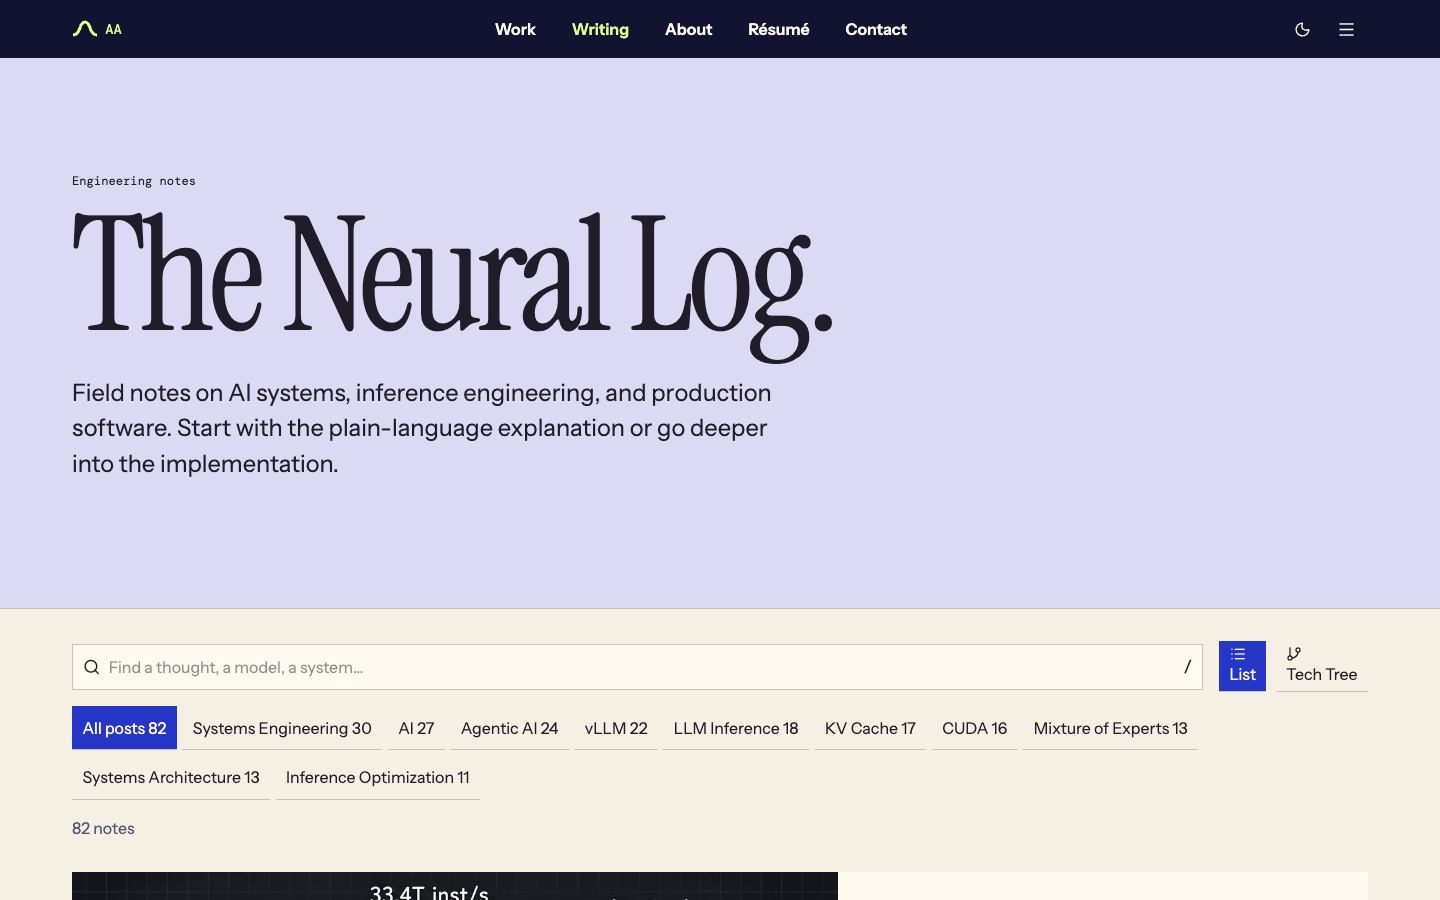 AA
Work
Writing
About
Résumé
Contact
Engineering notes
The Neural Log.
Field notes on AI systems, inference engineering, and production
software. Start with the plain-language explanation or go deeper
into the implementation.
Find a thought, a model, a system…
/
List
Tech Tree
All posts 82
Systems Engineering 30
AI 27
Agentic AI 24
vLLM 22
LLM Inference 18
KV Cache 17
CUDA 16
Mixture of Experts 13
Systems Architecture 13
Inference Optimization 11
82 notes
33.4T inst/s